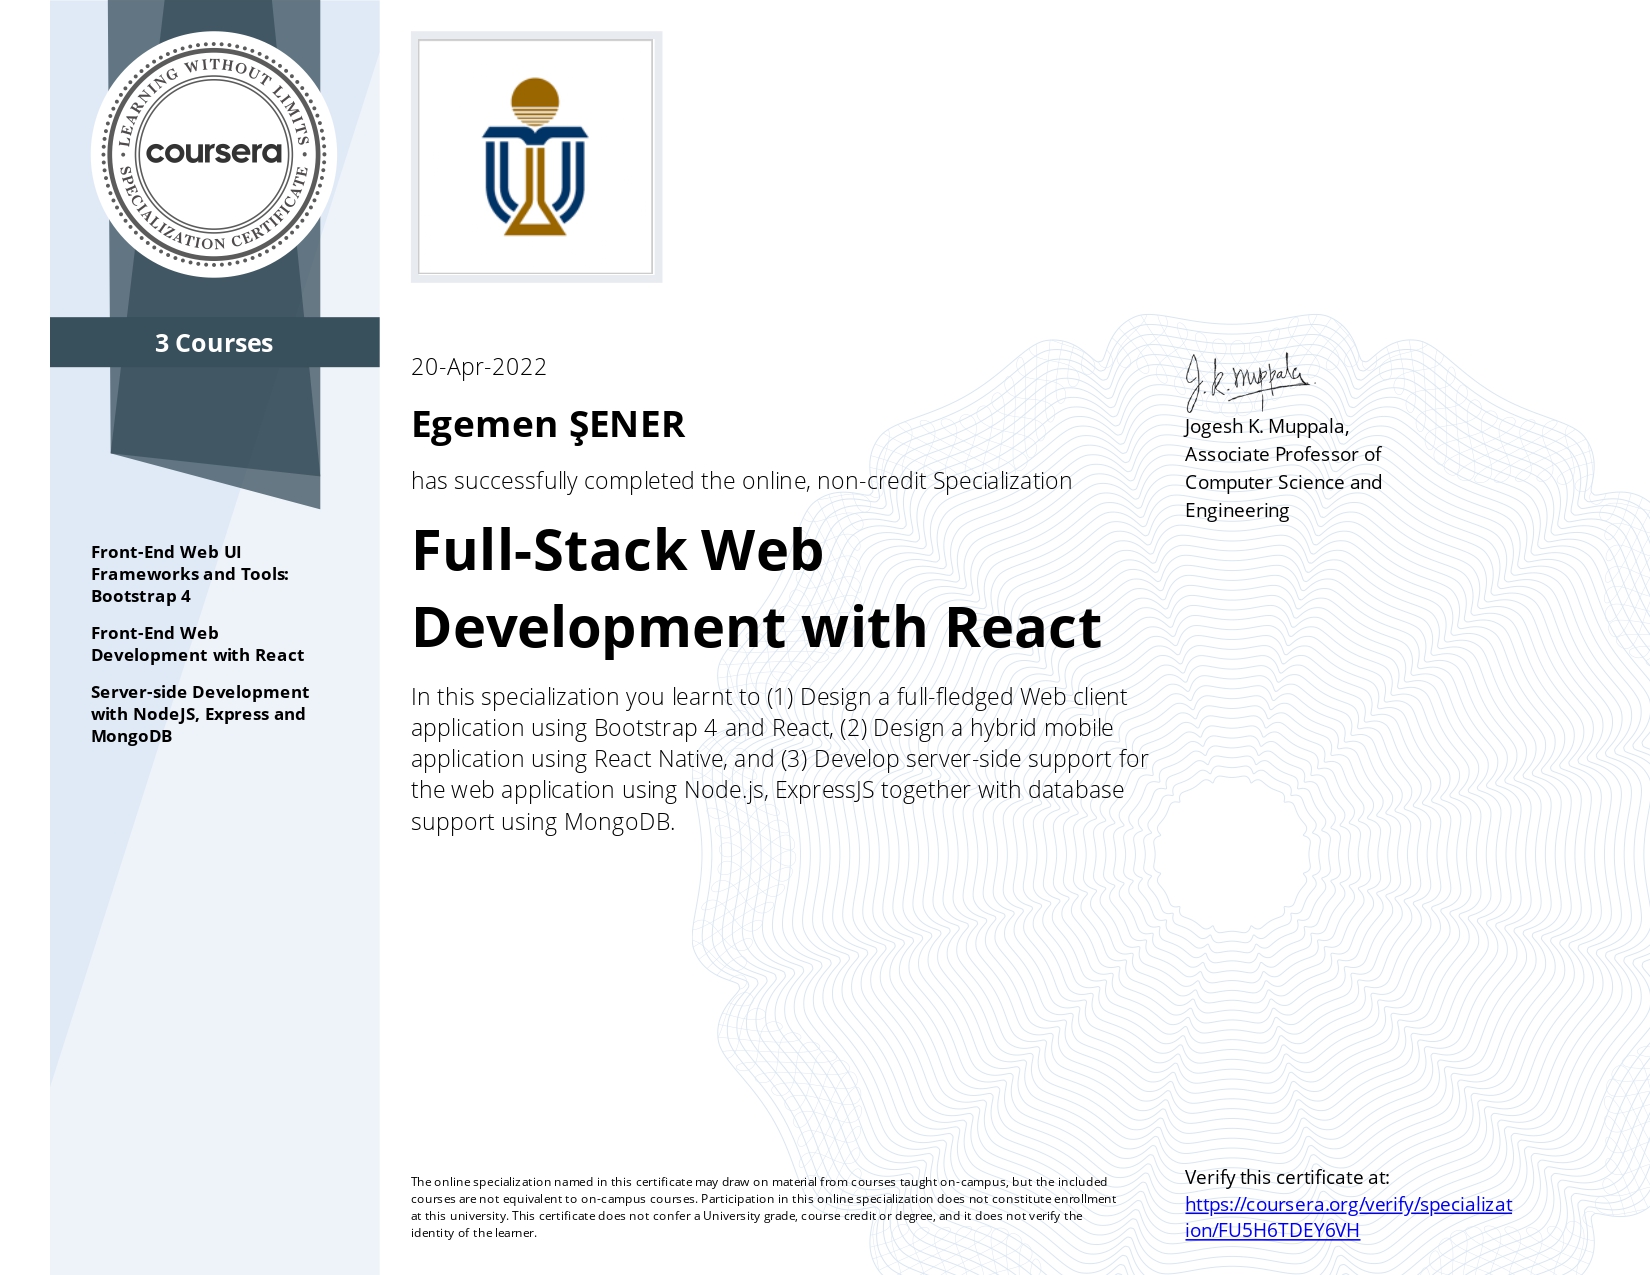 LEARNING WITHOUT LIMITS
coursera
SPECIALIZATION CERTIFICATE
3 Courses
Front-End Web UI
Frameworks and Tools:
Bootstrap 4
Front-End Web
Development with React
Server-side Development
with NodeJS, Express and
MongoDB
20-Apr-2022
Egemen ŞENER
has successfully completed the online, non-credit Specialization
Full-Stack Web
Development with React
In this specialization you learnt to (1) Design a full-fledged Web client
application using Bootstrap 4 and React, (2) Design a hybrid mobile
application using React Native, and (3) Develop server-side support for
the web application using Node.js, ExpressJS together with database
support using MongoDB.
J.K. Muppala
Jogesh K. Muppala,
Associate Professor of
Computer Science and
Engineering
The online specialization named in this certificate may draw on material from courses taught on-campus, but the included
courses are not equivalent to on-campus courses. Participation in this online specialization does not constitute enrollment
at this university. This certificate does not confer a University grade, course credit or degree, and it does not verify the
identity of the learner.
Verify this certificate at:
https://coursera.org/verify/specializat
ion/FU5H6TDEY6VH